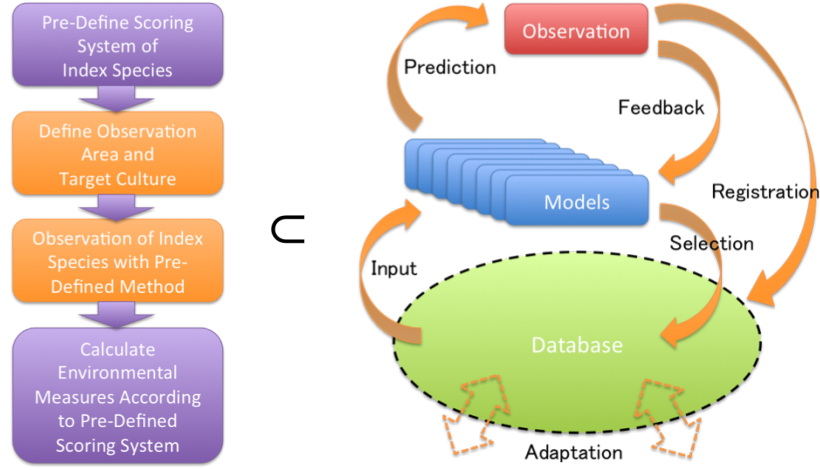 Pre-Define Scoring
System of
Index Species
Define Observation
Area and
Target Culture
Observation of Index
Species with Pre-
Defined Method
Calculate
Environmental
Measures According
to Pre-Defined
Scoring System
⊂
Observation
Prediction
Feedback
Registration
Models
Selection
Input
Database
Adaptation